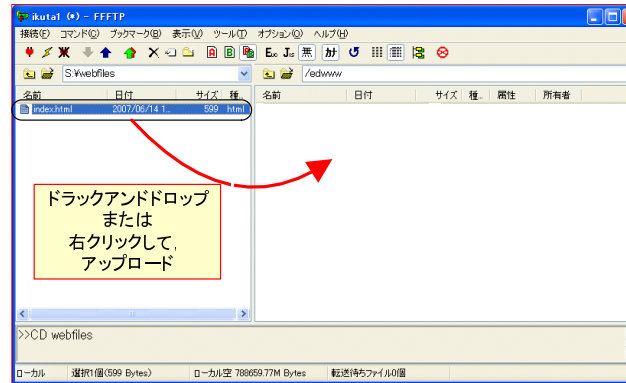 ikuta1 (*) - FFFTP
接続(F) コマンド(C) ブックマーク(B) 表示(V) ツール(T) オプション(O) ヘルプ(H)
S:¥webfiles /edwww
名前 日付 サイズ 種.. 名前 日付 サイズ 種.. 属性 所有者
index.html 2007/06/14 1... 599 html
ドラックアンドドロップ
または
右クリックして,
アップロード
>>CD webfiles
ローカル 選択1個(599 Bytes) ローカル空 788659.77M Bytes 転送待ちファイル0個